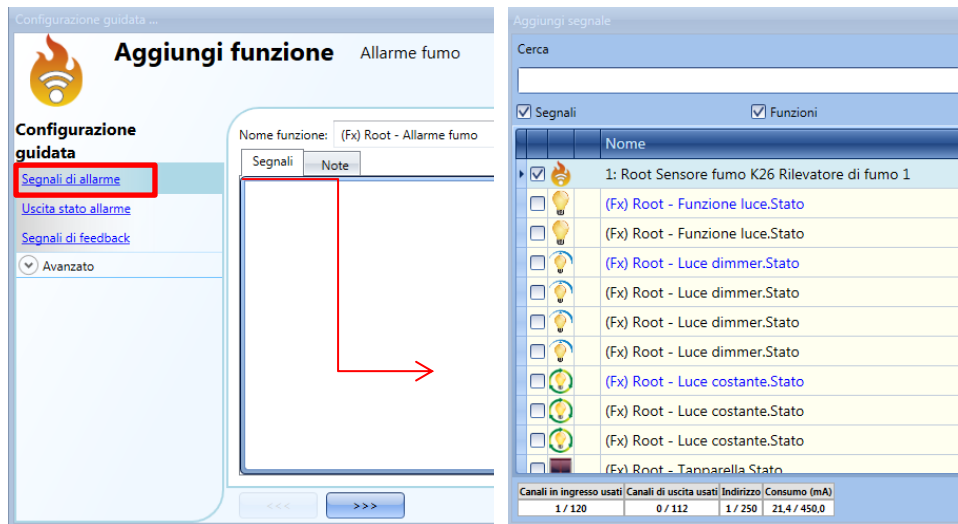 Configurazione guidata ...
Aggiungi funzione Allarme fumo
Configurazione
guidata
Segnali di allarme
Uscita stato allarme
Segnali di feedback
Avanzato
Nome funzione: (Fx) Root - Allarme fumo
Segnali Note
<<< >>>
Aggiungi segnale
Cerca
Segnali Funzioni
Nome
1: Root Sensore fumo K26 Rilevatore di fumo 1
(Fx) Root - Funzione luce.Stato
(Fx) Root - Funzione luce.Stato
(Fx) Root - Luce dimmer.Stato
(Fx) Root - Luce dimmer.Stato
(Fx) Root - Luce dimmer.Stato
(Fx) Root - Luce dimmer.Stato
(Fx) Root - Luce costante.Stato
(Fx) Root - Luce costante.Stato
(Fx) Root - Luce costante.Stato
(Fx) Root - Tapparella Stato
Canali in ingresso usati Canali di uscita usati Indirizzo Consumo (mA)
1 / 120 0 / 112 1 / 250 21,4 / 450,0